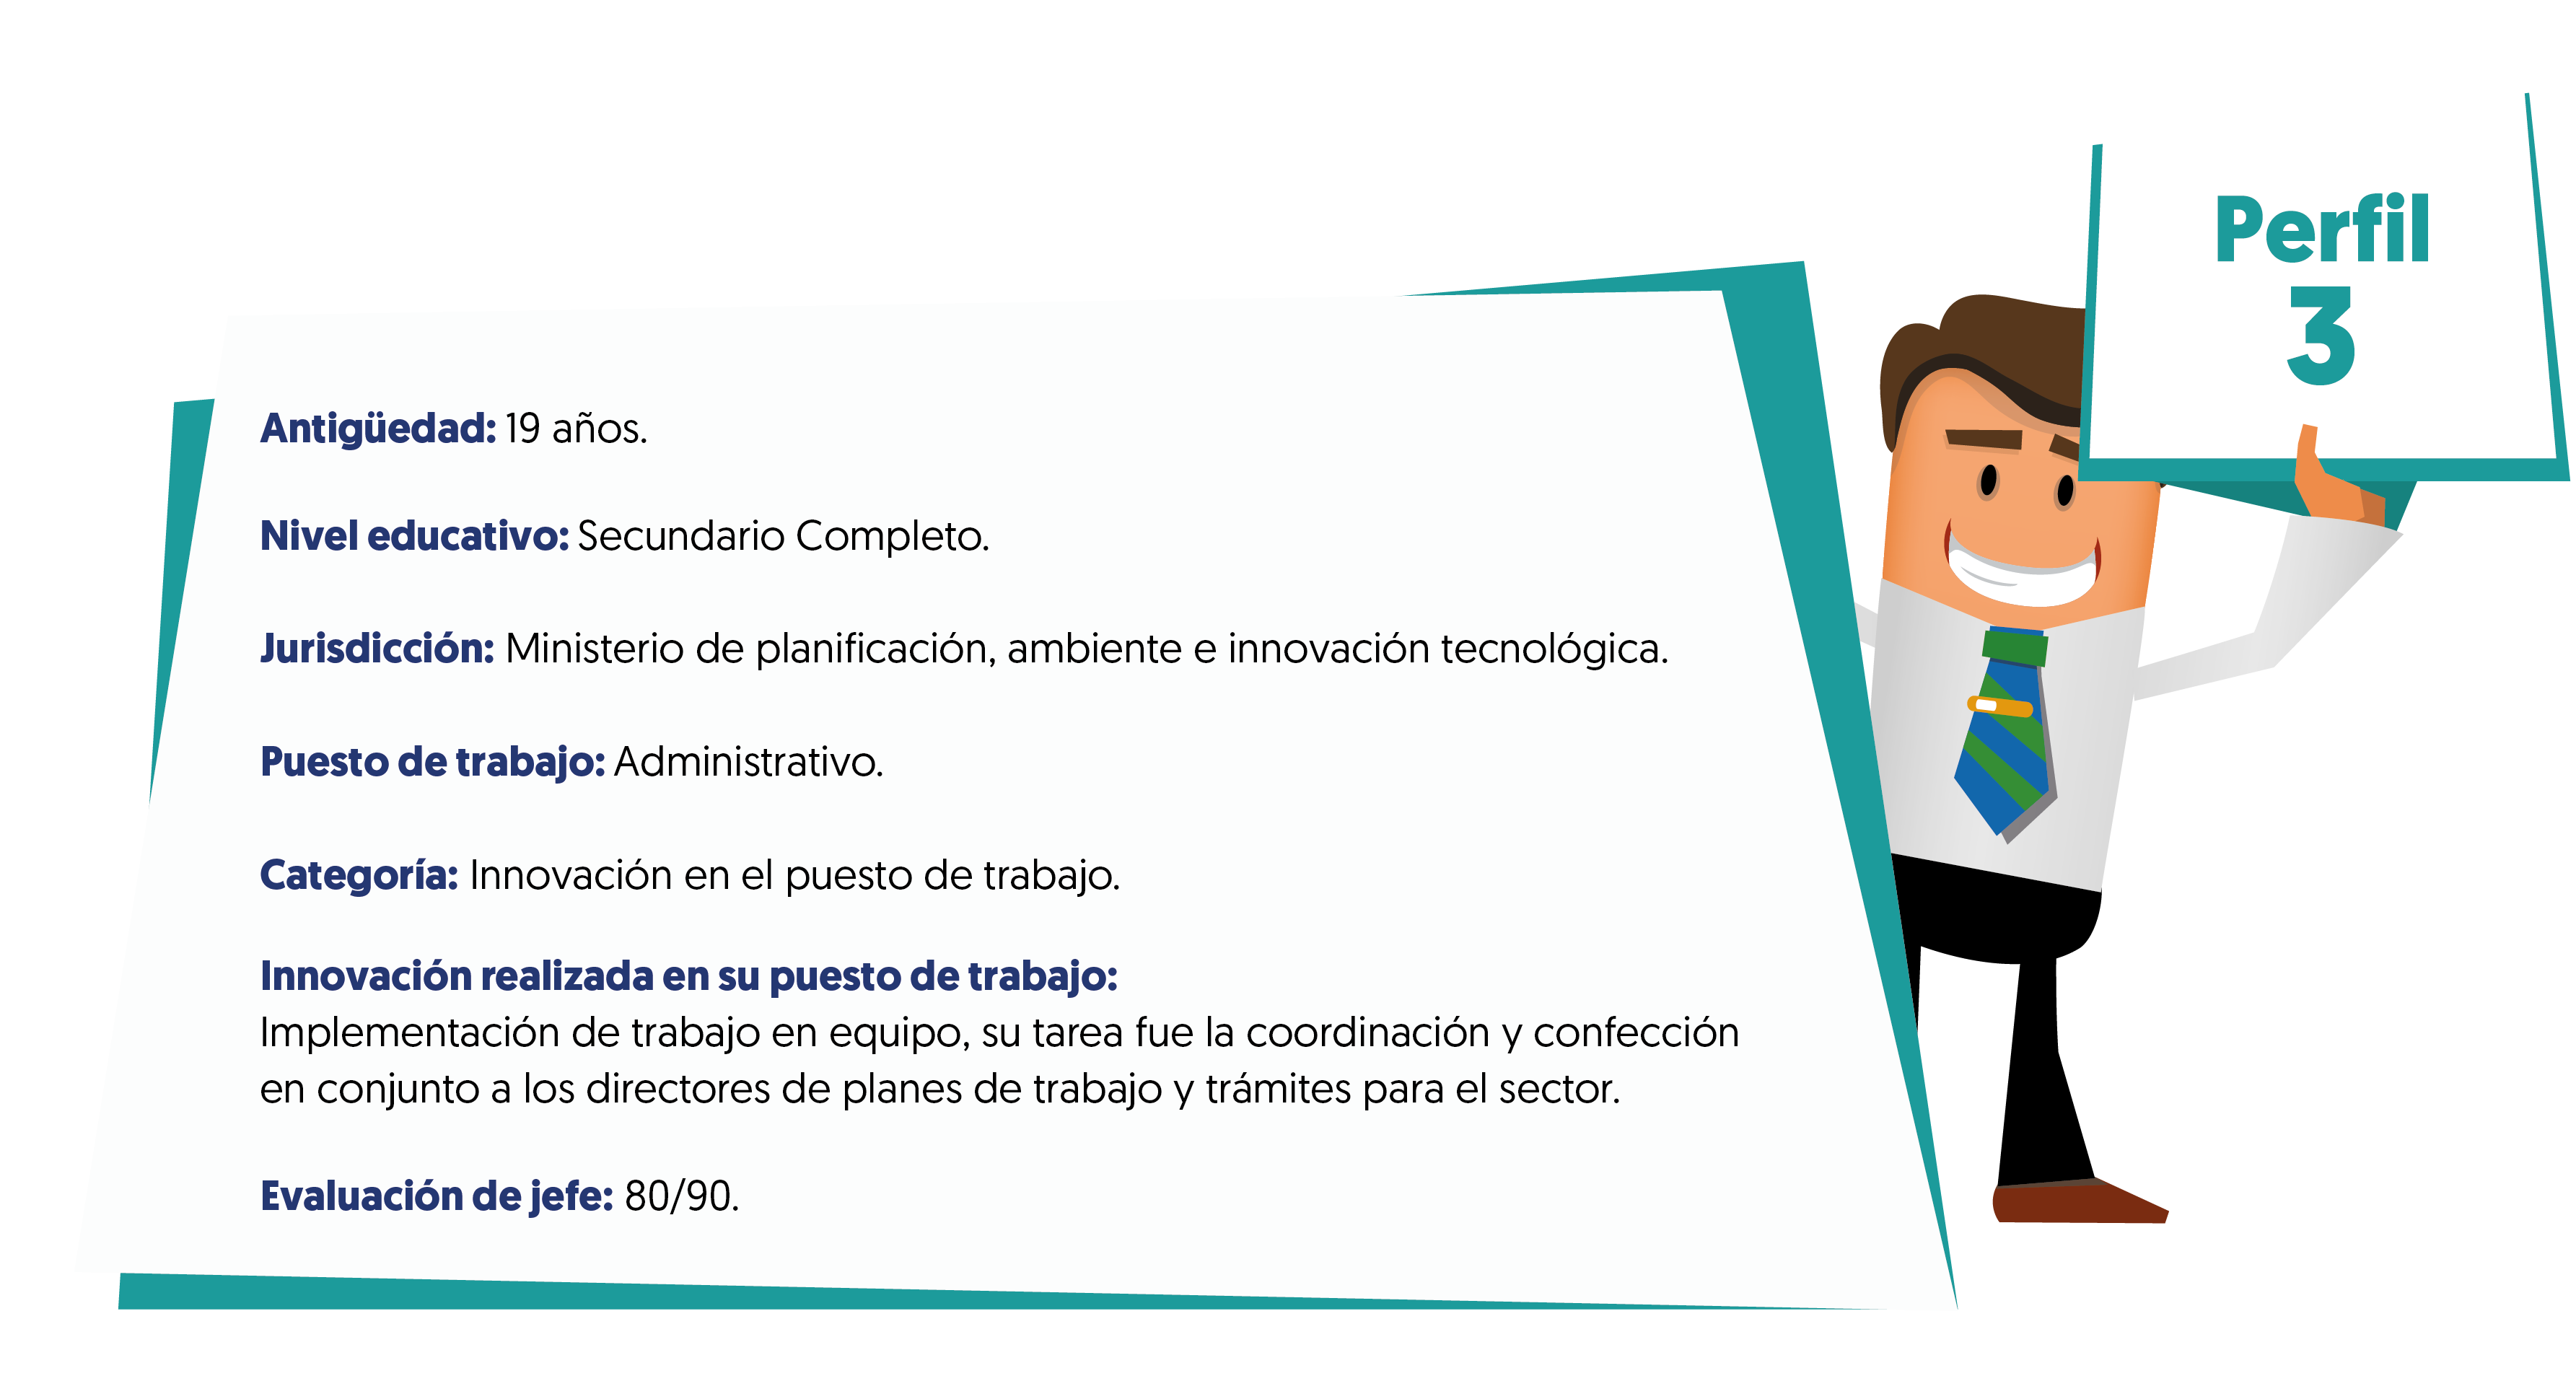 Perfil
3
Antigüedad: 19 años.
Nivel educativo: Secundario Completo.
Jurisdicción: Ministerio de planificación, ambiente e innovación tecnológica.
Puesto de trabajo: Administrativo.
Categoría: Innovación en el puesto de trabajo.
Innovación realizada en su puesto de trabajo:
Implementación de trabajo en equipo, su tarea fue la coordinación y confección
en conjunto a los directores de planes de trabajo y trámites para el sector.
Evaluación de jefe: 80/90.